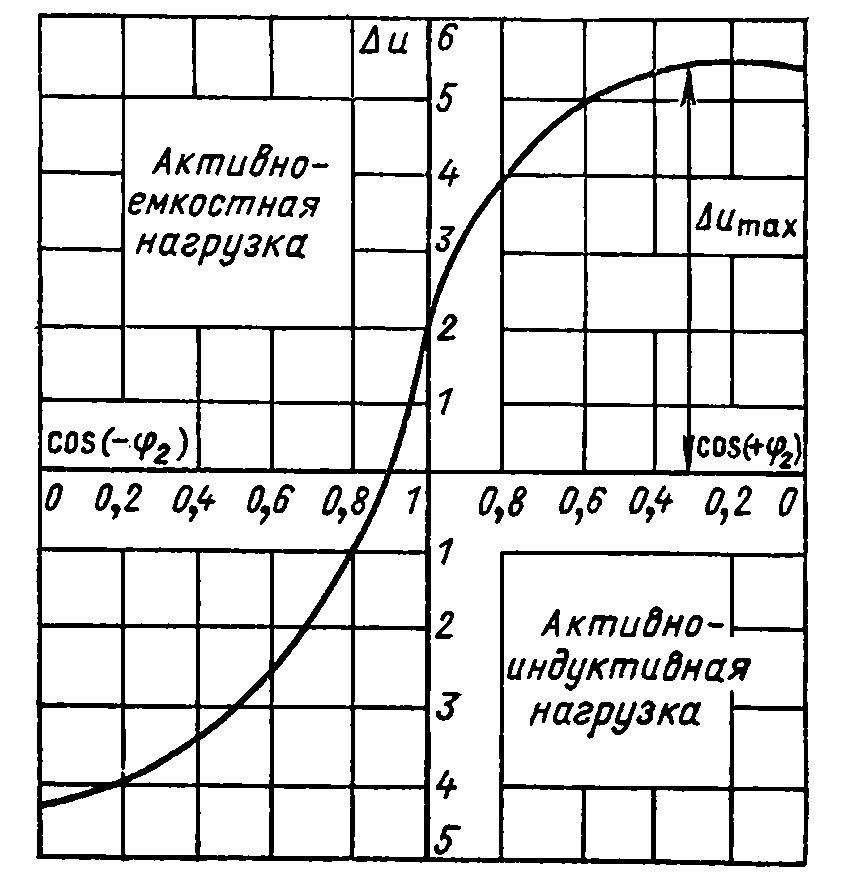 Δu
6
5
4
3
2
1
Активно-
емкостная
нагрузка
Δumax
cos(-φ2)
cos(+φ2)
0 0,2 0,4 0,6 0,8 1 0,8 0,6 0,4 0,2 0
1
2
3
4
5
Активно-
индуктивная
нагрузка